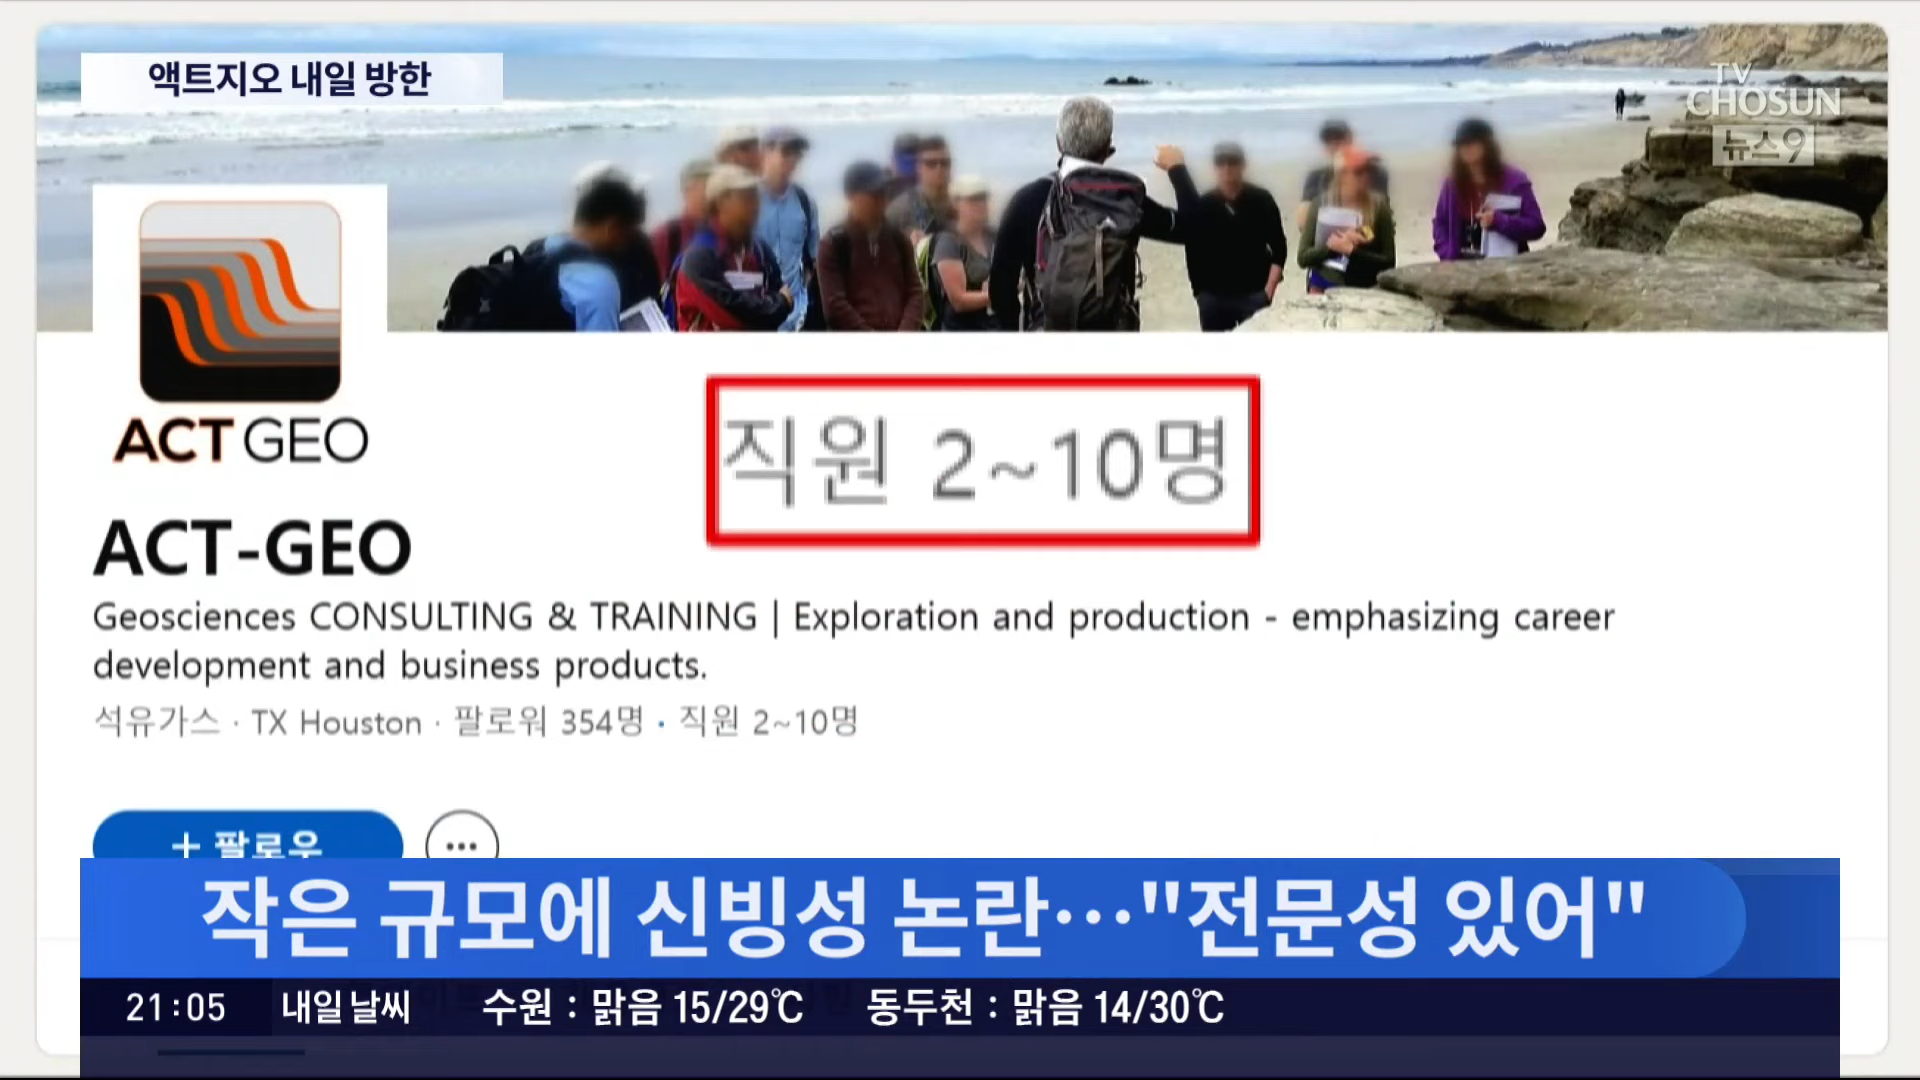 액트지오 내일 방한
TV
CHOSUN
뉴스9
ACT GEO
직원 2~10명
ACT-GEO
Geosciences CONSULTING & TRAINING | Exploration and production - emphasizing career
development and business products.
석유가스 · TX Houston · 팔로워 354명 · 직원 2~10명
+ 팔로우
작은 규모에 신빙성 논란…"전문성 있어"
21:05 내일 날씨 수원 : 맑음 15/29℃ 동두천 : 맑음 14/30℃